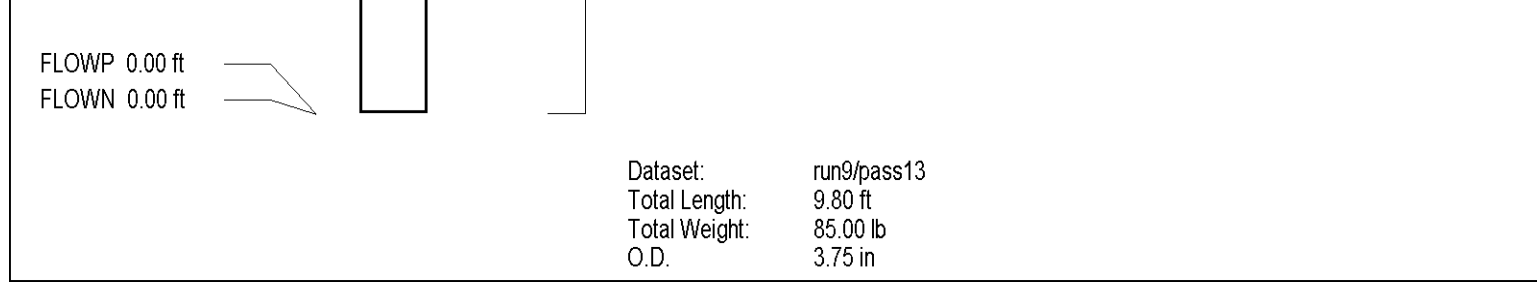 FLOWP 0.00 ft
FLOWN 0.00 ft
Dataset: run9/pass13
Total Length: 9.80 ft
Total Weight: 85.00 lb
O.D. 3.75 in